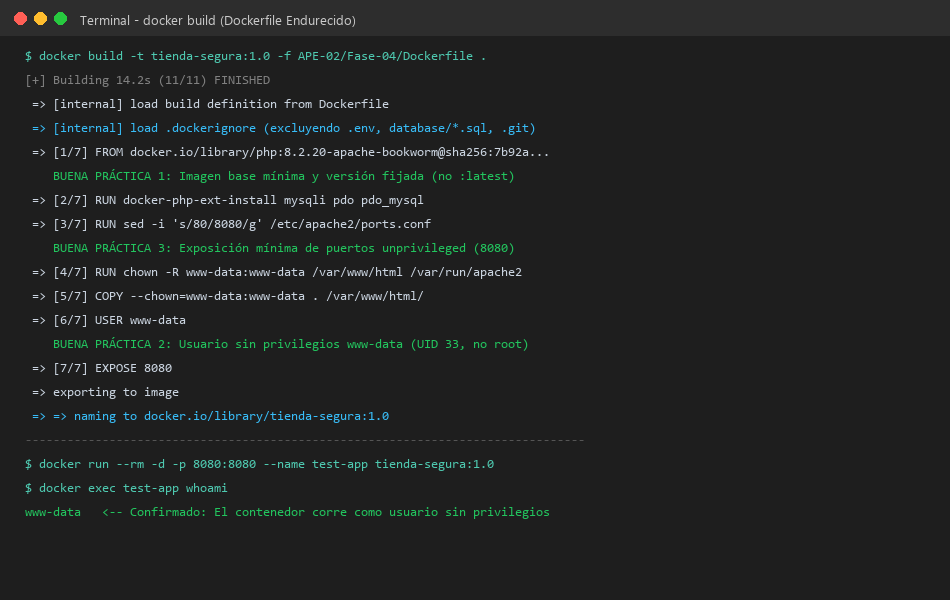 Terminal - docker build (Dockerfile Endurecido)
$ docker build -t tienda-segura:1.0 -f APE-02/Fase-04/Dockerfile .
[+] Building 14.2s (11/11) FINISHED
=> [internal] load build definition from Dockerfile
=> [internal] load .dockerignore (excluyendo .env, database/*.sql, .git)
=> [1/7] FROM docker.io/library/php:8.2.20-apache-bookworm@sha256:7b92a...
BUENA PRÁCTICA 1: Imagen base mínima y versión fijada (no :latest)
=> [2/7] RUN docker-php-ext-install mysqli pdo pdo_mysql
=> [3/7] RUN sed -i 's/80/8080/g' /etc/apache2/ports.conf
BUENA PRÁCTICA 3: Exposición mínima de puertos unprivileged (8080)
=> [4/7] RUN chown -R www-data:www-data /var/www/html /var/run/apache2
=> [5/7] COPY --chown=www-data:www-data . /var/www/html/
=> [6/7] USER www-data
BUENA PRÁCTICA 2: Usuario sin privilegios www-data (UID 33, no root)
=> [7/7] EXPOSE 8080
=> exporting to image
=> => naming to docker.io/library/tienda-segura:1.0
--------------------------------------------------------------------------------
$ docker run --rm -d -p 8080:8080 --name test-app tienda-segura:1.0
$ docker exec test-app whoami
www-data   <-- Confirmado: El contenedor corre como usuario sin privilegios